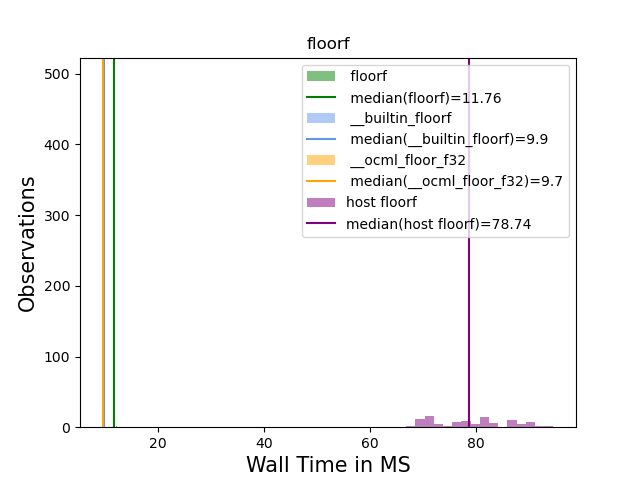 floorf
500
400
300
200
100
0
Observations
floorf
median(floorf)=11.76
__builtin_floorf
median(__builtin_floorf)=9.9
__ocml_floor_f32
median(__ocml_floor_f32)=9.7
host floorf
median(host floorf)=78.74
20 40 60 80
Wall Time in MS